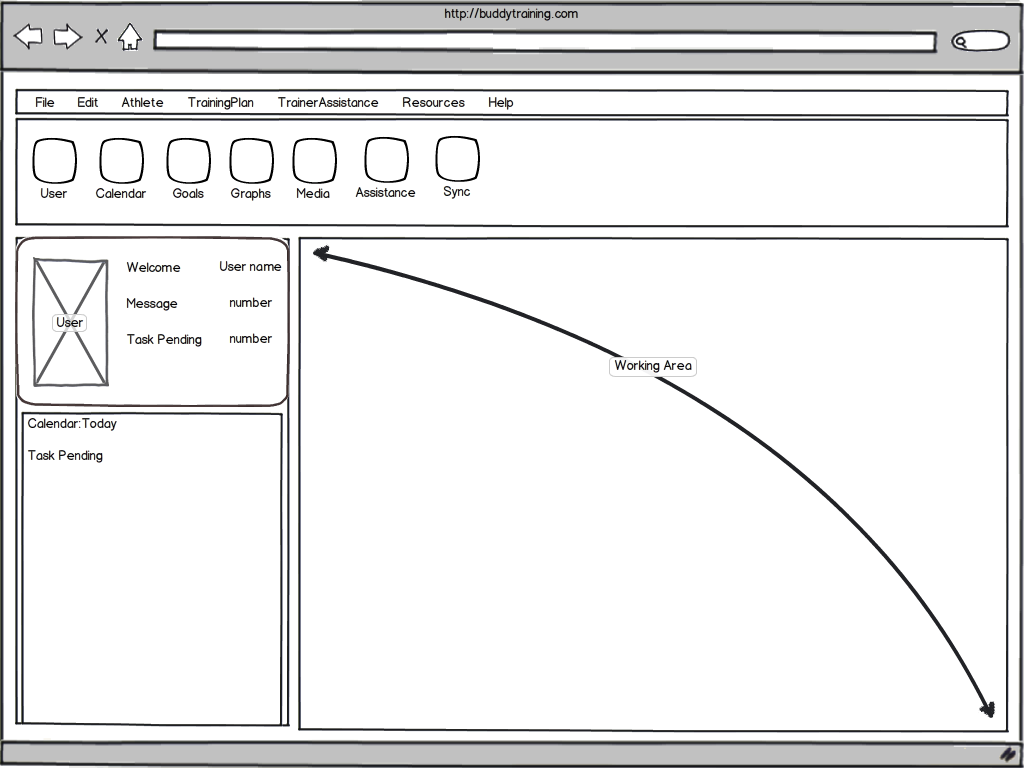 http://buddytraining.com
File Edit Athlete TrainingPlan TrainerAssistance Resources Help
User Calendar Goals Graphs Media Assistance Sync
Welcome User name
Message number
User
Task Pending number
Working Area
Calendar:Today
Task Pending